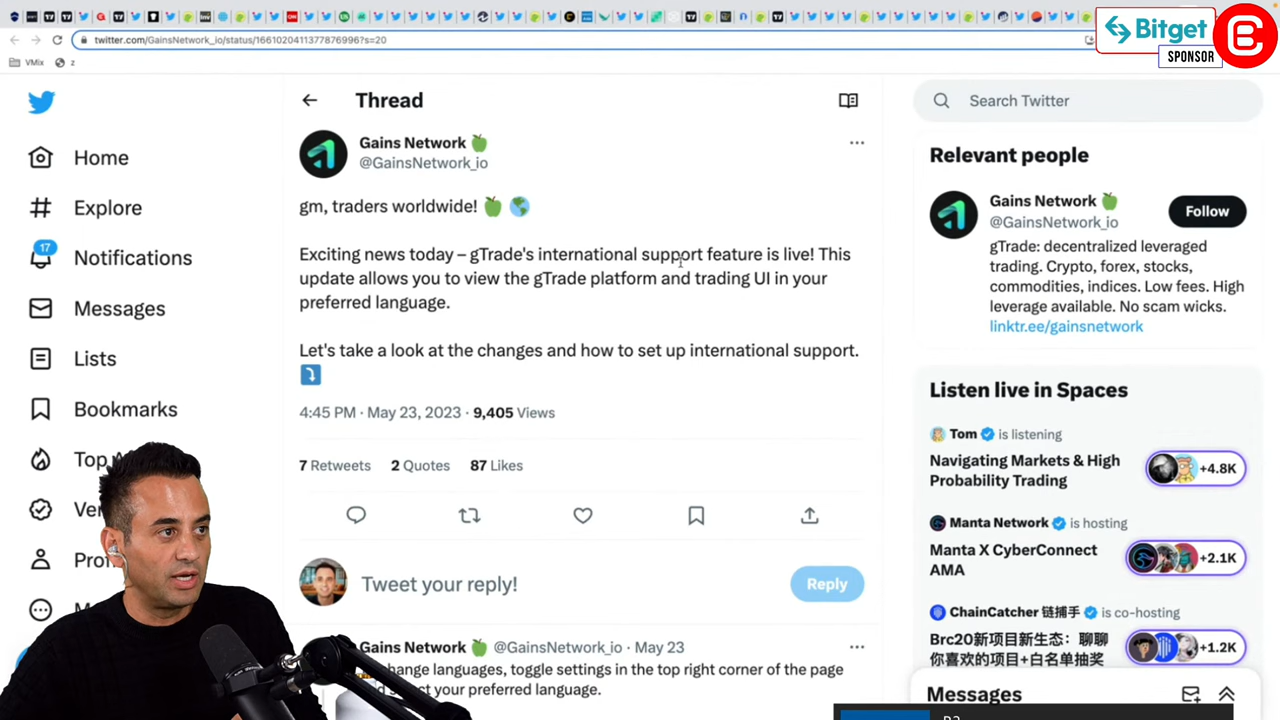 twitter.com/GainsNetwork_io/status/1661020411377876996?s=20
Bitget
SPONSOR
VMix
z
Home
Explore
17
Notifications
Messages
Lists
Bookmarks
Top
Thread
Gains Network
@GainsNetwork_io
gm, traders worldwide!
Exciting news today – gTrade's international support feature is live! This
update allows you to view the gTrade platform and trading UI in your
preferred language.
Let's take a look at the changes and how to set up international support.
4:45 PM · May 23, 2023 · 9,405 Views
7 Retweets 2 Quotes 87 Likes
Tweet your reply!
Reply
Gains Network @GainsNetwork_io · May 23
change languages, toggle settings in the top right corner of the page
your preferred language.
Search Twitter
Relevant people
Gains Network
@GainsNetwork_io
Follow
gTrade: decentralized leveraged
trading. Crypto, forex, stocks,
commodities, indices. Low fees. High
leverage available. No scam wicks.
linktr.ee/gainsnetwork
Listen live in Spaces
Tom is listening
Navigating Markets & High
Probability Trading
+4.8K
Manta Network is hosting
Manta X CyberConnect
AMA
+2.1K
ChainCatcher 链捕手 is co-hosting
Brc20新项目新生态：聊聊
你喜欢的项目+白名单抽奖
+1.2K
Messages